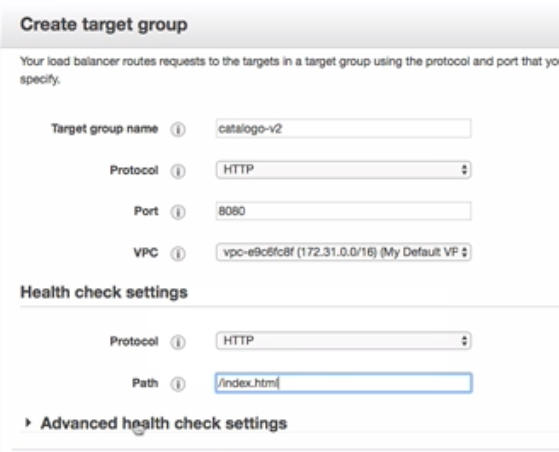 Create target group
Your load balancer routes requests to the targets in a target group using the protocol and port that you
specify.
Target group name
catalogo-v2
Protocol
HTTP
Port
8080
VPC
vpc-e9c6fc8f (172.31.0.0/16) (My Default VP
Health check settings
Protocol
HTTP
Path
/index.html
Advanced health check settings